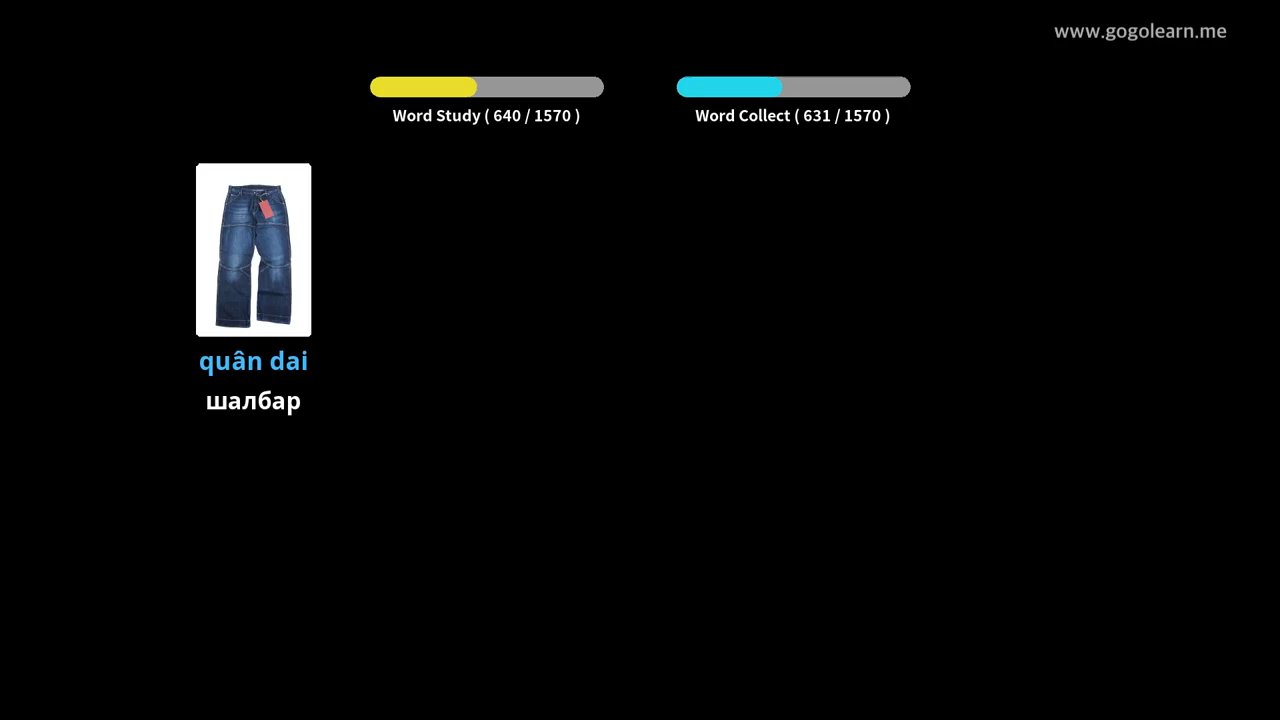 www.gogolearn.me
Word Study ( 640 / 1570 )
Word Collect ( 631 / 1570 )
quân dai
шалбар